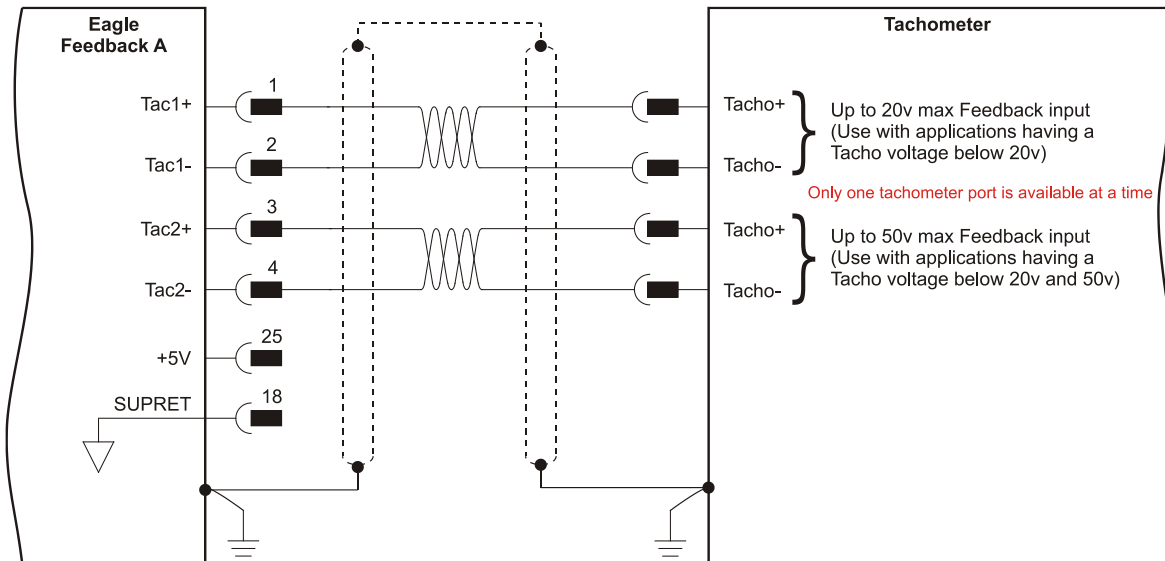 Eagle
Feedback A
Tachometer
Tac1+
1
Tacho+
Up to 20v max Feedback input
(Use with applications having a
Tacho voltage below 20v)
Tac1-
2
Tacho-
Only one tachometer port is available at a time
Tac2+
3
Tacho+
Up to 50v max Feedback input
(Use with applications having a
Tacho voltage below 20v and 50v)
Tac2-
4
Tacho-
+5V
25
SUPRET
18